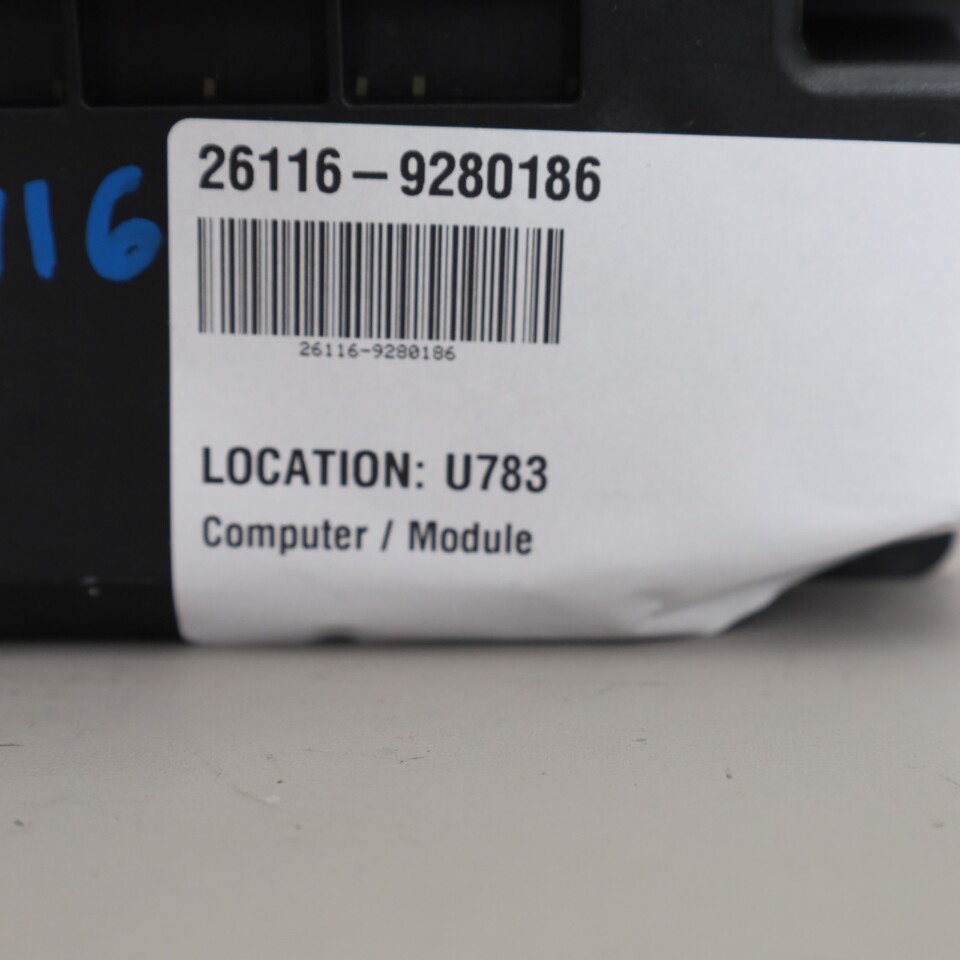 26116-9280186
116
26116-9280186
LOCATION: U783
Computer / Module